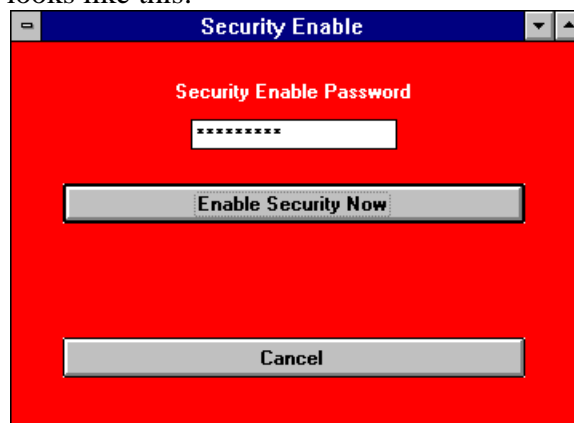 looks like this:
Security Enable
Security Enable Password
*********
Enable Security Now
Cancel